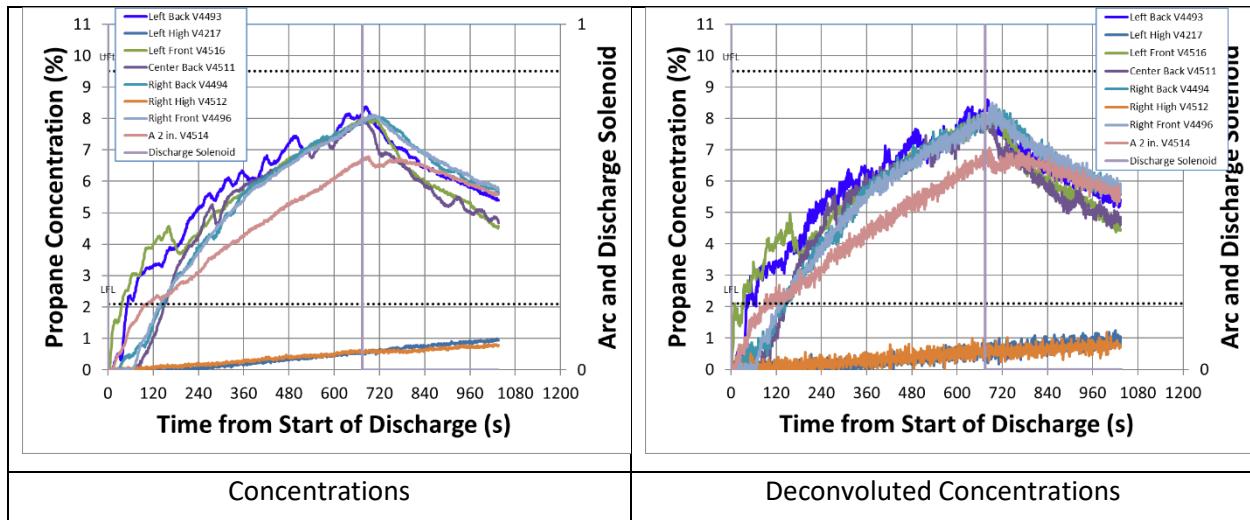 Propane Concentration (%)
11
10
9
8
7
6
5
4
3
2
1
0
UFL
LFL
Left Back V4493
Left High V4217
Left Front V4516
Center Back V4511
Right Back V4494
Right High V4512
Right Front V4496
A 2 in. V4514
Discharge Solenoid
0 120 240 360 480 600 720 840 960 1080 1200
Time from Start of Discharge (s)
1
0
Arc and Discharge Solenoid
Concentrations
Propane Concentration (%)
11
10
9
8
7
6
5
4
3
2
1
0
UFL
LFL
Left Back V4493
Left High V4217
Left Front V4516
Center Back V4511
Right Back V4494
Right High V4512
Right Front V4496
A 2 in. V4514
Discharge Solenoid
0 120 240 360 480 600 720 840 960 1080 1200
Time from Start of Discharge (s)
0
Arc and Discharge Solenoid
Deconvoluted Concentrations